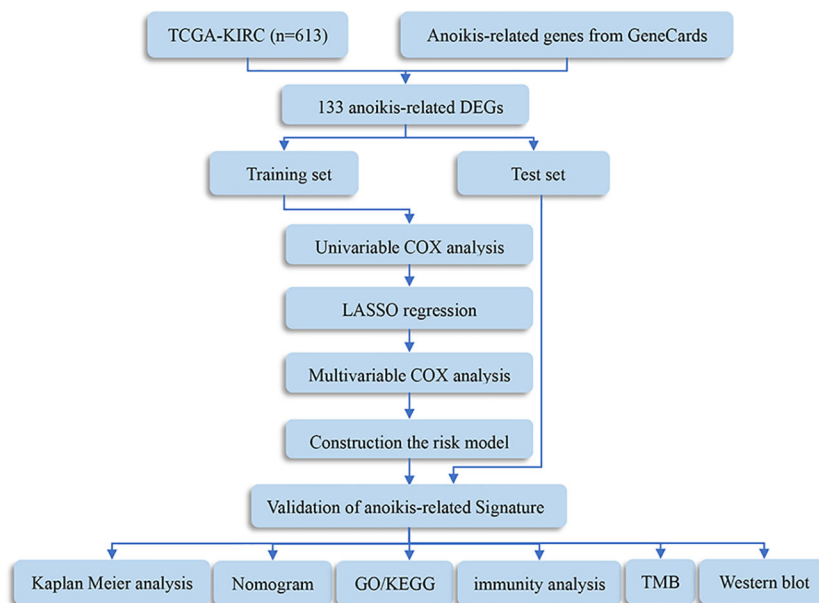 TCGA-KIRC (n=613)
Anoikis-related genes from GeneCards
133 anoikis-related DEGs
Training set
Test set
Univariable COX analysis
LASSO regression
Multivariable COX analysis
Construction the risk model
Validation of anoikis-related Signature
Kaplan Meier analysis
Nomogram
GO/KEGG
immunity analysis
TMB
Western blot